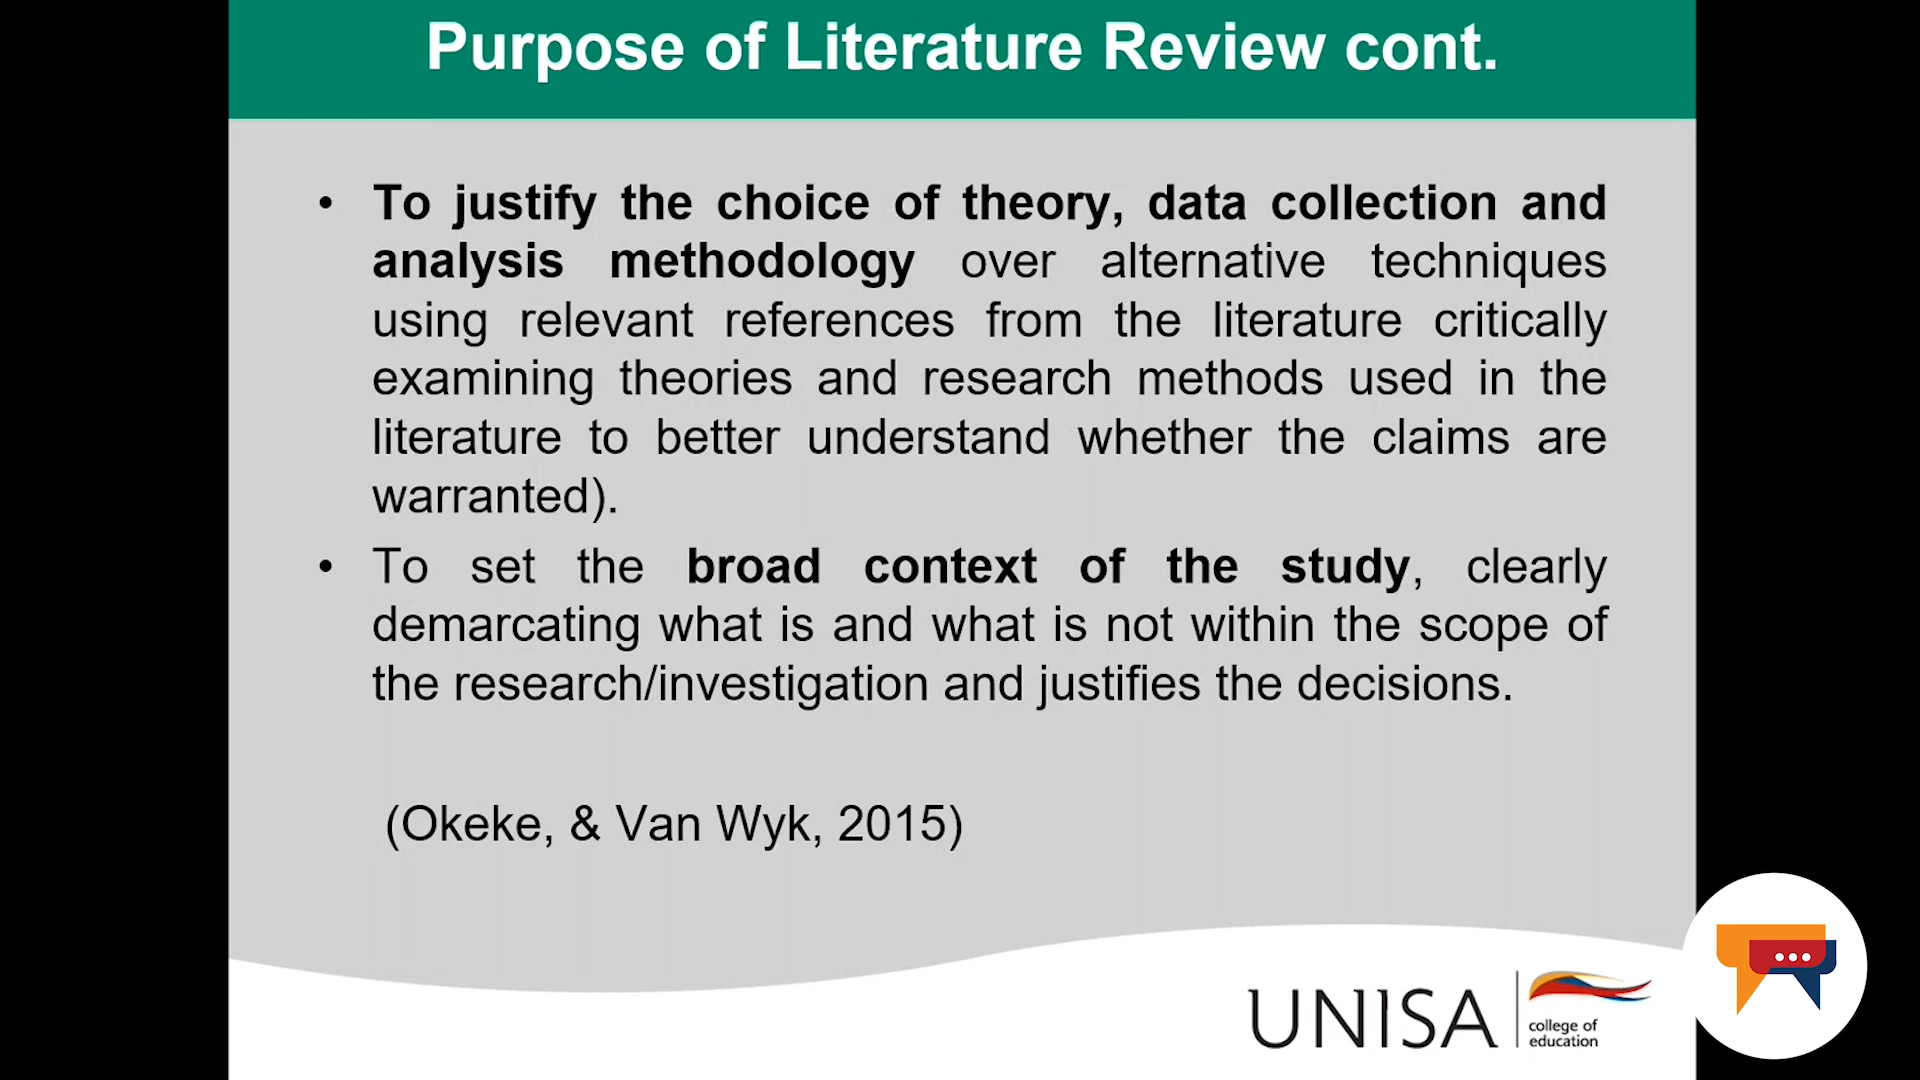 Purpose of Literature Review cont.
• To justify the choice of theory, data collection and
analysis methodology over alternative techniques
using relevant references from the literature critically
examining theories and research methods used in the
literature to better understand whether the claims are
warranted).
• To set the broad context of the study, clearly
demarcating what is and what is not within the scope of
the research/investigation and justifies the decisions.
(Okeke, & Van Wyk, 2015)
UNISA
college of
education